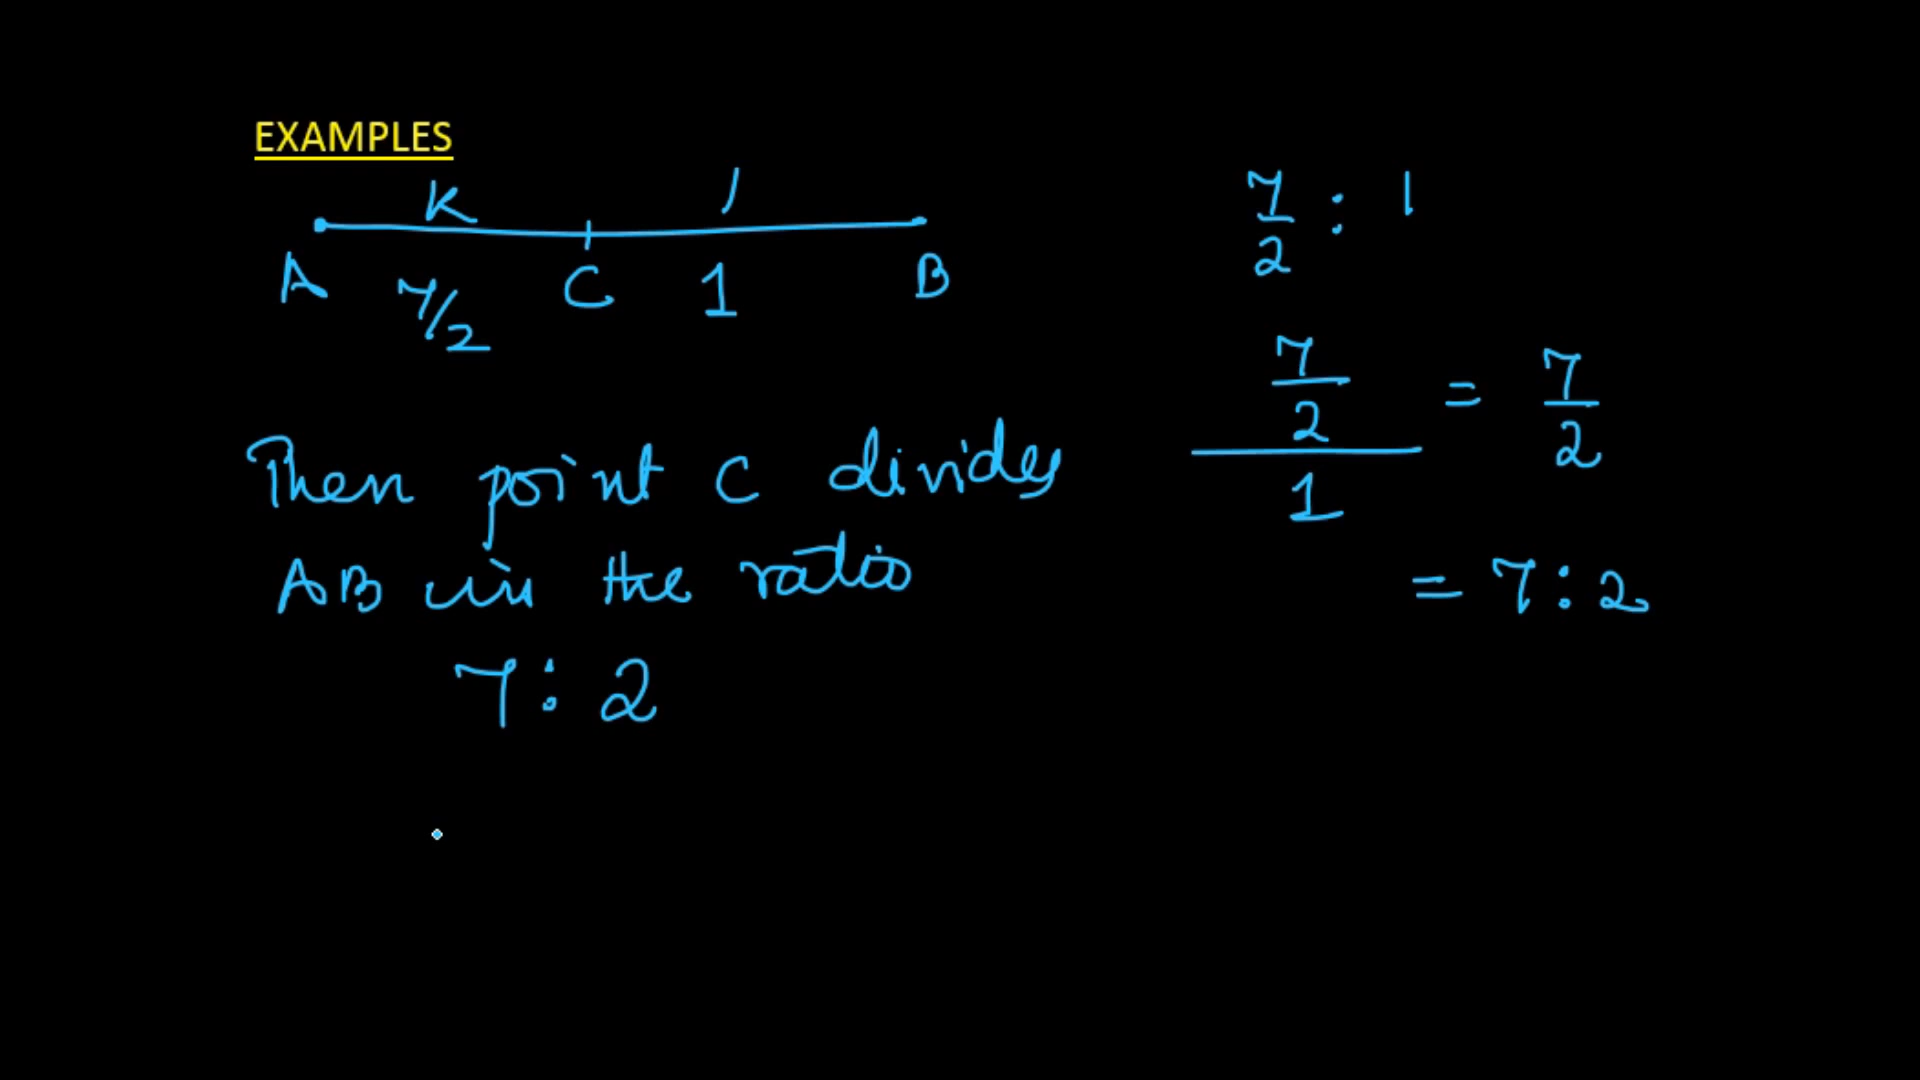 EXAMPLES
K 1
A 7/2 C 1 B
Then point C divides
AB in the ratio
7 : 2
7/2 : 1
7/2 / 1 = 7/2
= 7 : 2